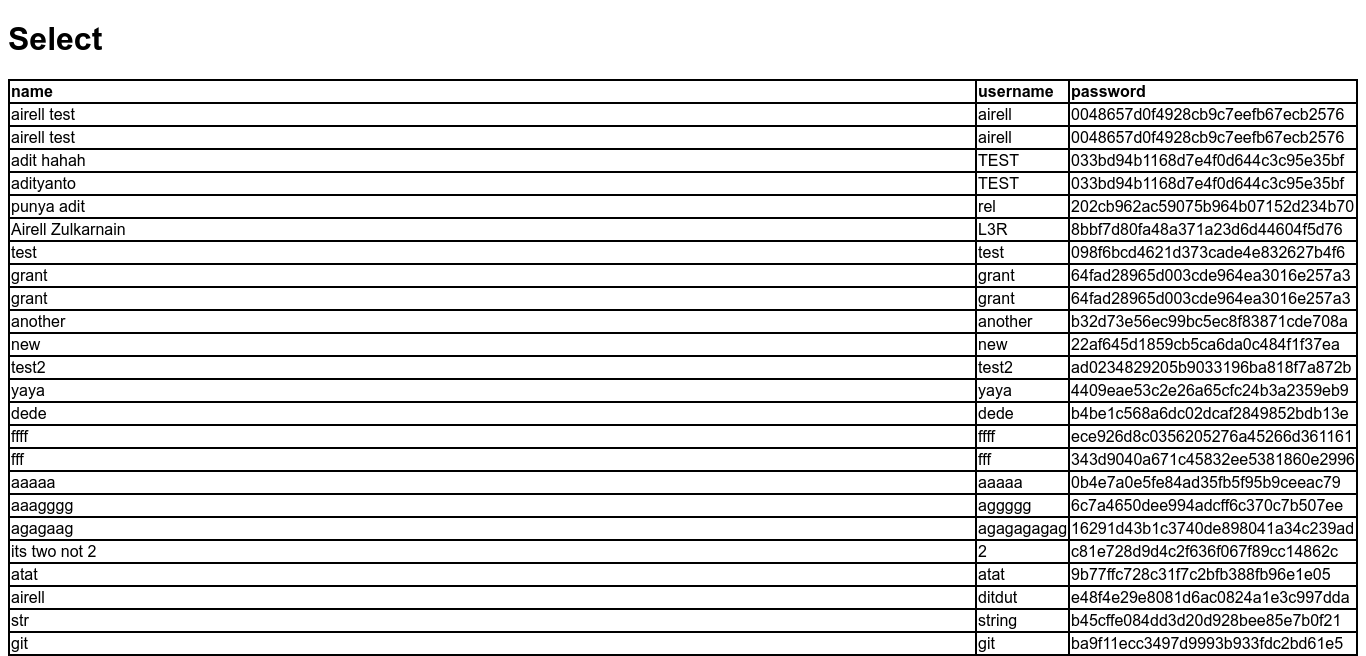 Select
name username password
airell test airell 0048657d0f4928cb9c7eefb67ecb2576
airell test airell 0048657d0f4928cb9c7eefb67ecb2576
adit hahah TEST 033bd94b1168d7e4f0d644c3c95e35bf
adityanto TEST 033bd94b1168d7e4f0d644c3c95e35bf
punya adit rel 202cb962ac59075b964b07152d234b70
Airell Zulkarnain L3R 8bbf7d80fa48a371a23d6d44604f5d76
test test 098f6bcd4621d373cade4e832627b4f6
grant grant 64fad28965d003cde964ea3016e257a3
grant grant 64fad28965d003cde964ea3016e257a3
another another b32d73e56ec99bc5ec8f83871cde708a
new new 22af645d1859cb5ca6da0c484f1f37ea
test2 test2 ad0234829205b9033196ba818f7a872b
yaya yaya 4409eae53c2e26a65cfc24b3a2359eb9
dede dede b4be1c568a6dc02dcaf2849852bdb13e
ffff ffff ece926d8c0356205276a45266d361161
fff fff 343d9040a671c45832ee5381860e2996
aaaaa aaaaa 0b4e7a0e5fe84ad35fb5f95b9ceeac79
aaagggg aggggg 6c7a4650dee994adcff6c370c7b507ee
agagaag agagagagag 16291d43b1c3740de898041a34c239ad
its two not 2 2 c81e728d9d4c2f636f067f89cc14862c
atat atat 9b77ffc728c31f7c2bfb388fb96e1e05
airell ditdut e48f4e29e8081d6ac0824a1e3c997dda
str string b45cffe084dd3d20d928bee85e7b0f21
git git ba9f11ecc3497d9993b933fdc2bd61e5